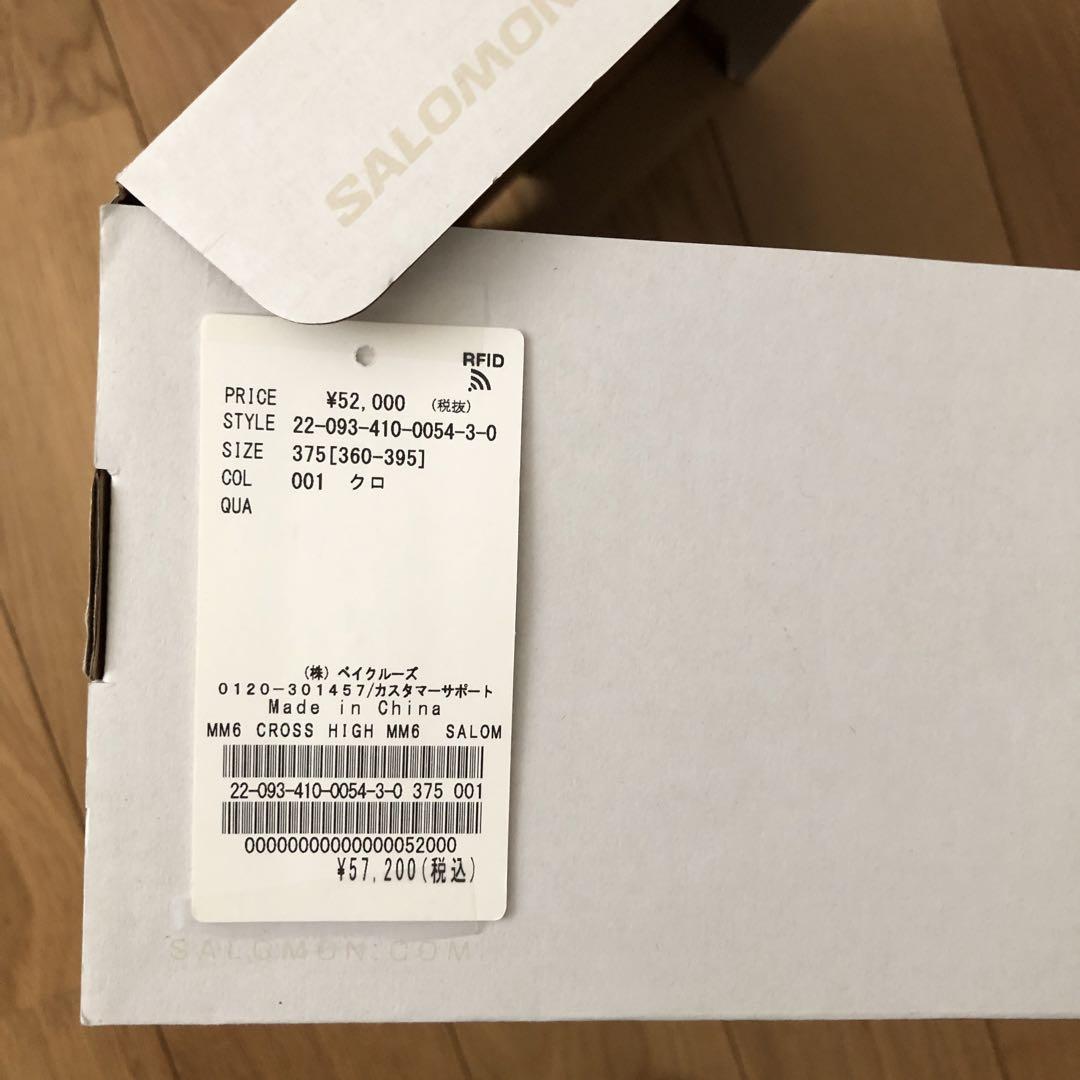 SALOMON
RFID
PRICE ¥52,000 (税抜)
STYLE 22-093-410-0054-3-0
SIZE 375[360-395]
COL 001 クロ
QUA
(株) ベイクルーズ
0120-301457/カスタマーサポート
Made in China
MM6 CROSS HIGH MM6 SALOM
22-093-410-0054-3-0 375 001
00000000000000052000
¥57,200(税込)
SALOMON.COM